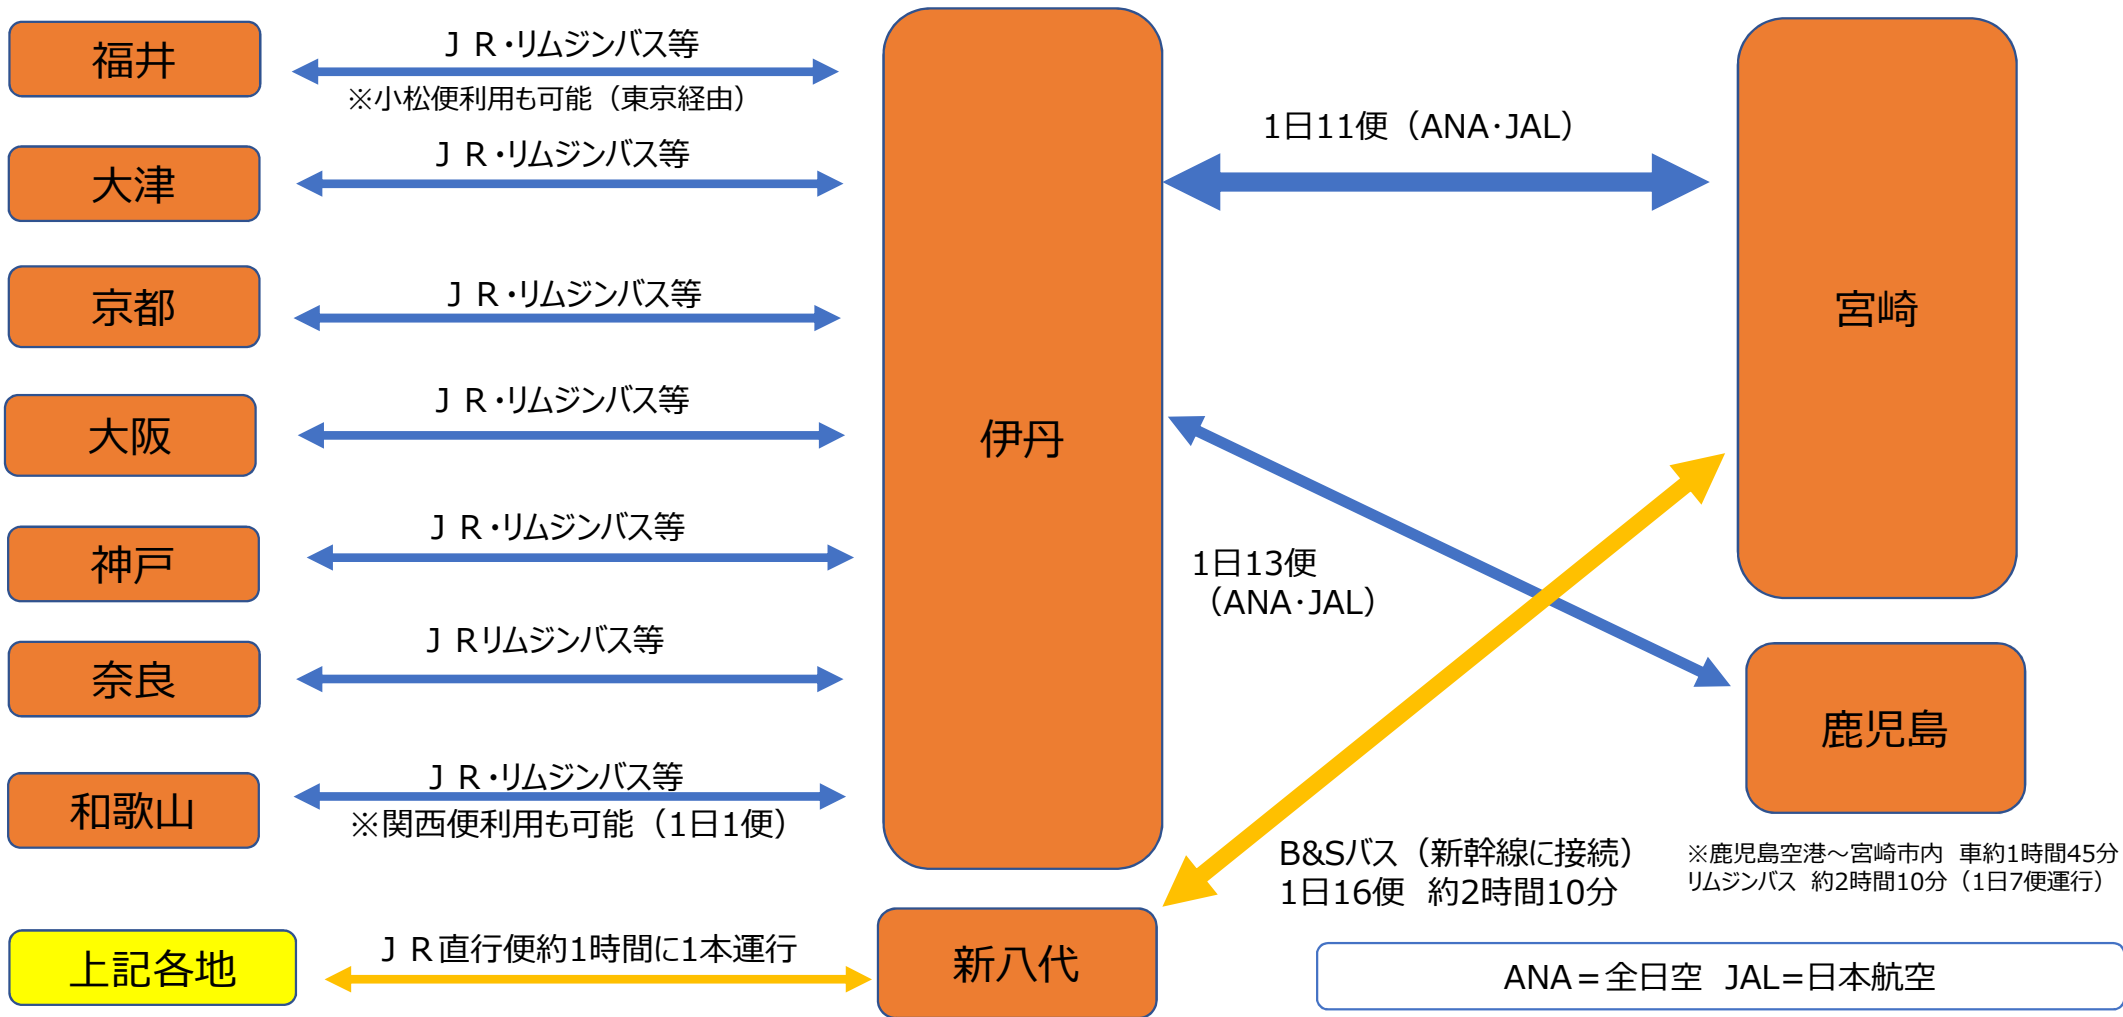 福井
ＪＲ・リムジンバス等
※小松便利用も可能（東京経由）
大津
ＪＲ・リムジンバス等
京都
ＪＲ・リムジンバス等
大阪
ＪＲ・リムジンバス等
神戸
ＪＲ・リムジンバス等
奈良
ＪＲリムジンバス等
和歌山
ＪＲ・リムジンバス等
※関西便利用も可能（1日1便）
上記各地
ＪＲ直行便約1時間に1本運行
伊丹
新八代
1日11便（ANA・JAL）
1日13便
（ANA・JAL）
B&Sバス（新幹線に接続）
1日16便　約2時間10分
宮崎
鹿児島
※鹿児島空港～宮崎市内　車約1時間45分
リムジンバス　約2時間10分（1日7便運行）
ANA＝全日空　JAL=日本航空